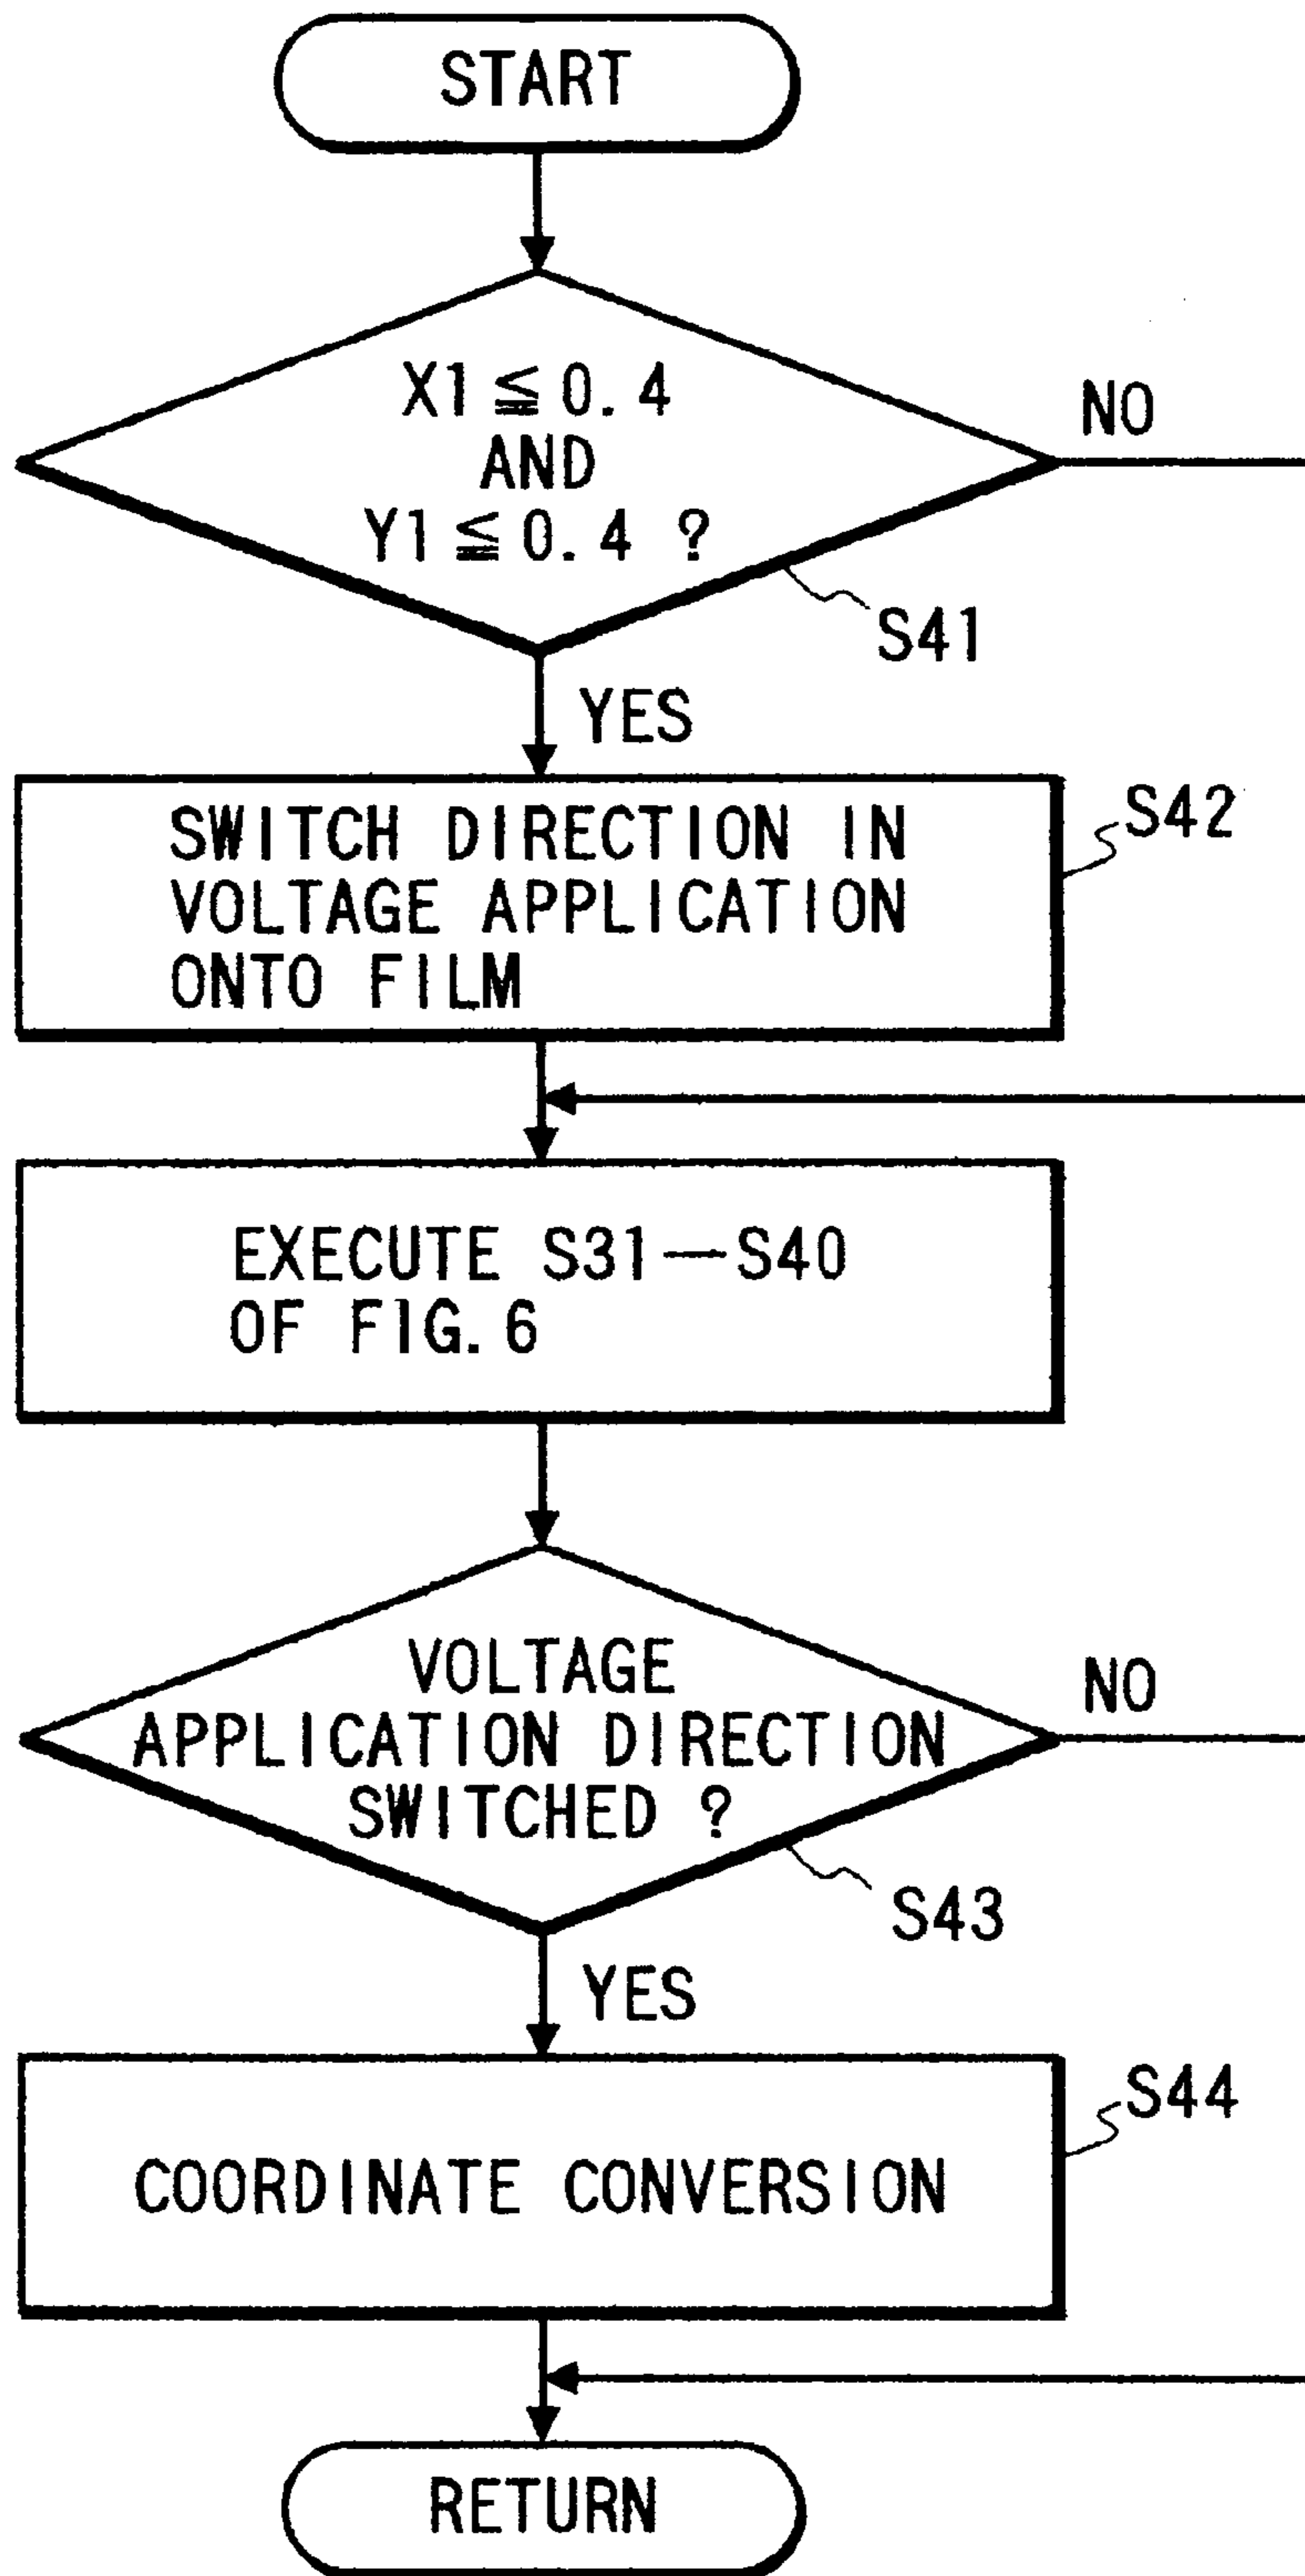 START
X1≦0.4
AND
Y1≦0.4 ?
NO
S41
YES
SWITCH DIRECTION IN
VOLTAGE APPLICATION
ONTO FILM
S42
EXECUTE S31—S40
OF FIG. 6
VOLTAGE
APPLICATION DIRECTION
SWITCHED ?
NO
S43
YES
COORDINATE CONVERSION
S44
RETURN